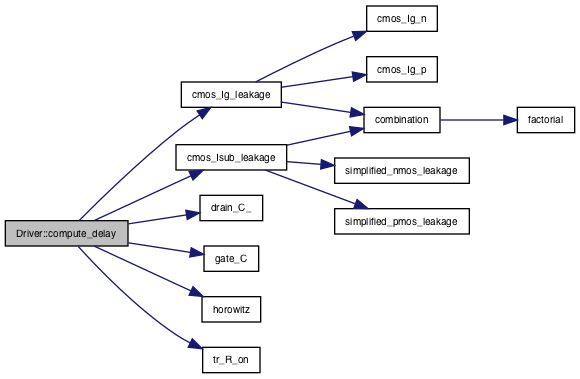 cmos_Ig_n
cmos_Ig_p
cmos_Ig_leakage
combination
factorial
cmos_Isub_leakage
simplified_nmos_leakage
drain_C_
simplified_pmos_leakage
Driver::compute_delay
gate_C
horowitz
tr_R_on